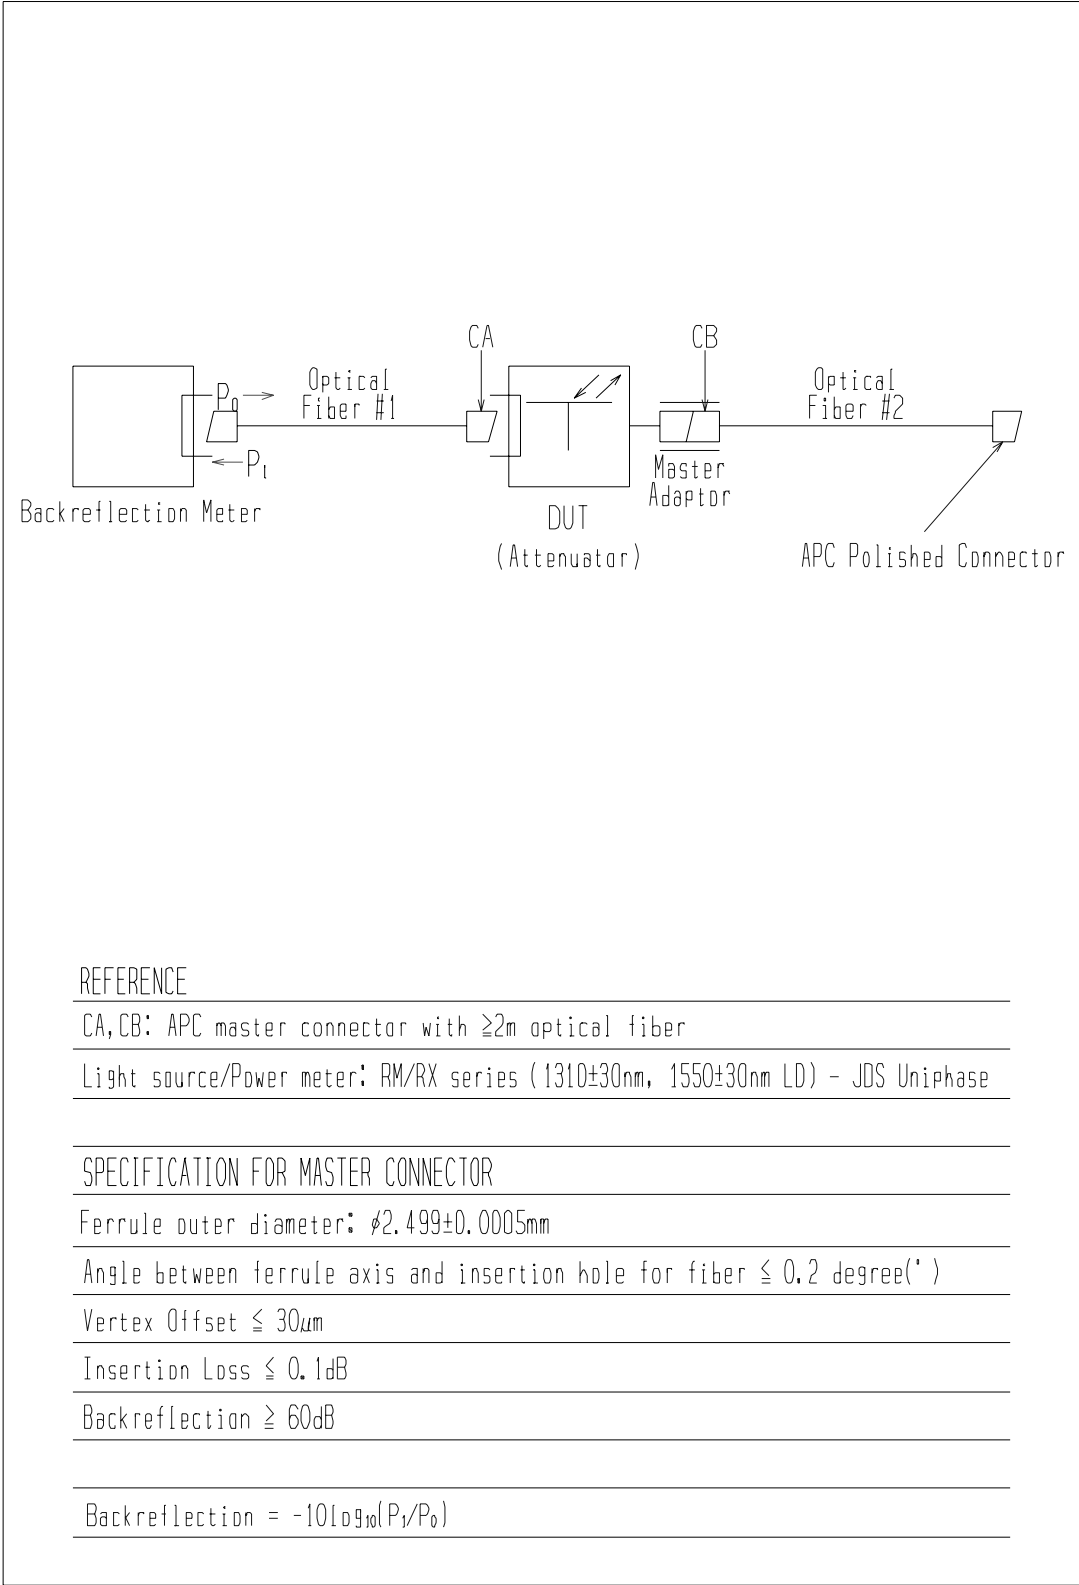 CA
CB
P₀
Optical
Fiber #1
Optical
Fiber #2
P₁
Backreflection Meter
Master
Adaptor
DUT
(Attenuator)
APC Polished Connector
REFERENCE
CA,CB: APC master connector with ≧2m optical fiber
Light source/Power meter: RM/RX series (1310±30nm, 1550±30nm LD) - JDS Uniphase
SPECIFICATION FOR MASTER CONNECTOR
Ferrule outer diameter: ⌀2.499±0.0005mm
Angle between ferrule axis and insertion hole for fiber ≦ 0.2 degree(°)
Vertex Offset ≦ 30µm
Insertion Loss ≦ 0.1dB
Backreflection ≧ 60dB
Backreflection = -10log₁₀(P₁/P₀)